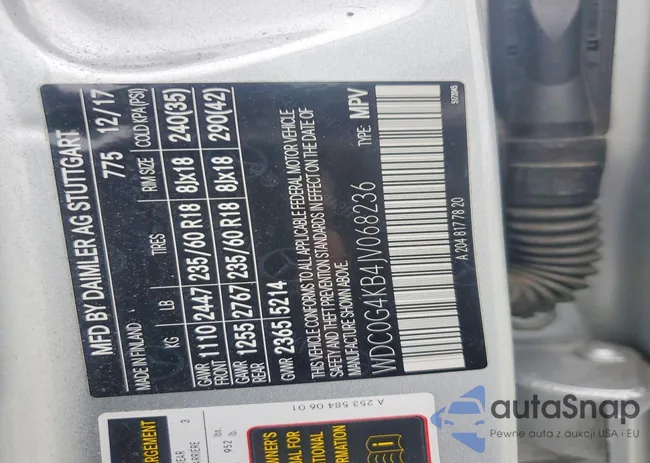 MFD BY DAIMLER AG STUTTGART
MADE IN FINLAND 775 12/17
KG LB TIRES RIM SIZE COLD KPA(PSI)
GAWR FRONT 1110 2447 235/60 R18 8Jx18 240(35)
GAWR REAR 1255 2767 235/60 R18 8Jx18 290(42)
GVWR 2365 5214
THIS VEHICLE CONFORMS TO ALL APPLICABLE FEDERAL MOTOR VEHICLE
SAFETY AND THEFT PREVENTION STANDARDS IN EFFECT ON THE DATE OF
MANUFACTURE SHOWN ABOVE.
WDC0G4KB4JV068236 TYPE: MPV
A 204 817 78 20
A 253 584 06 01
3
952 lb.
lbs.
autaSnap
Pewne auta z aukcji USA i EU